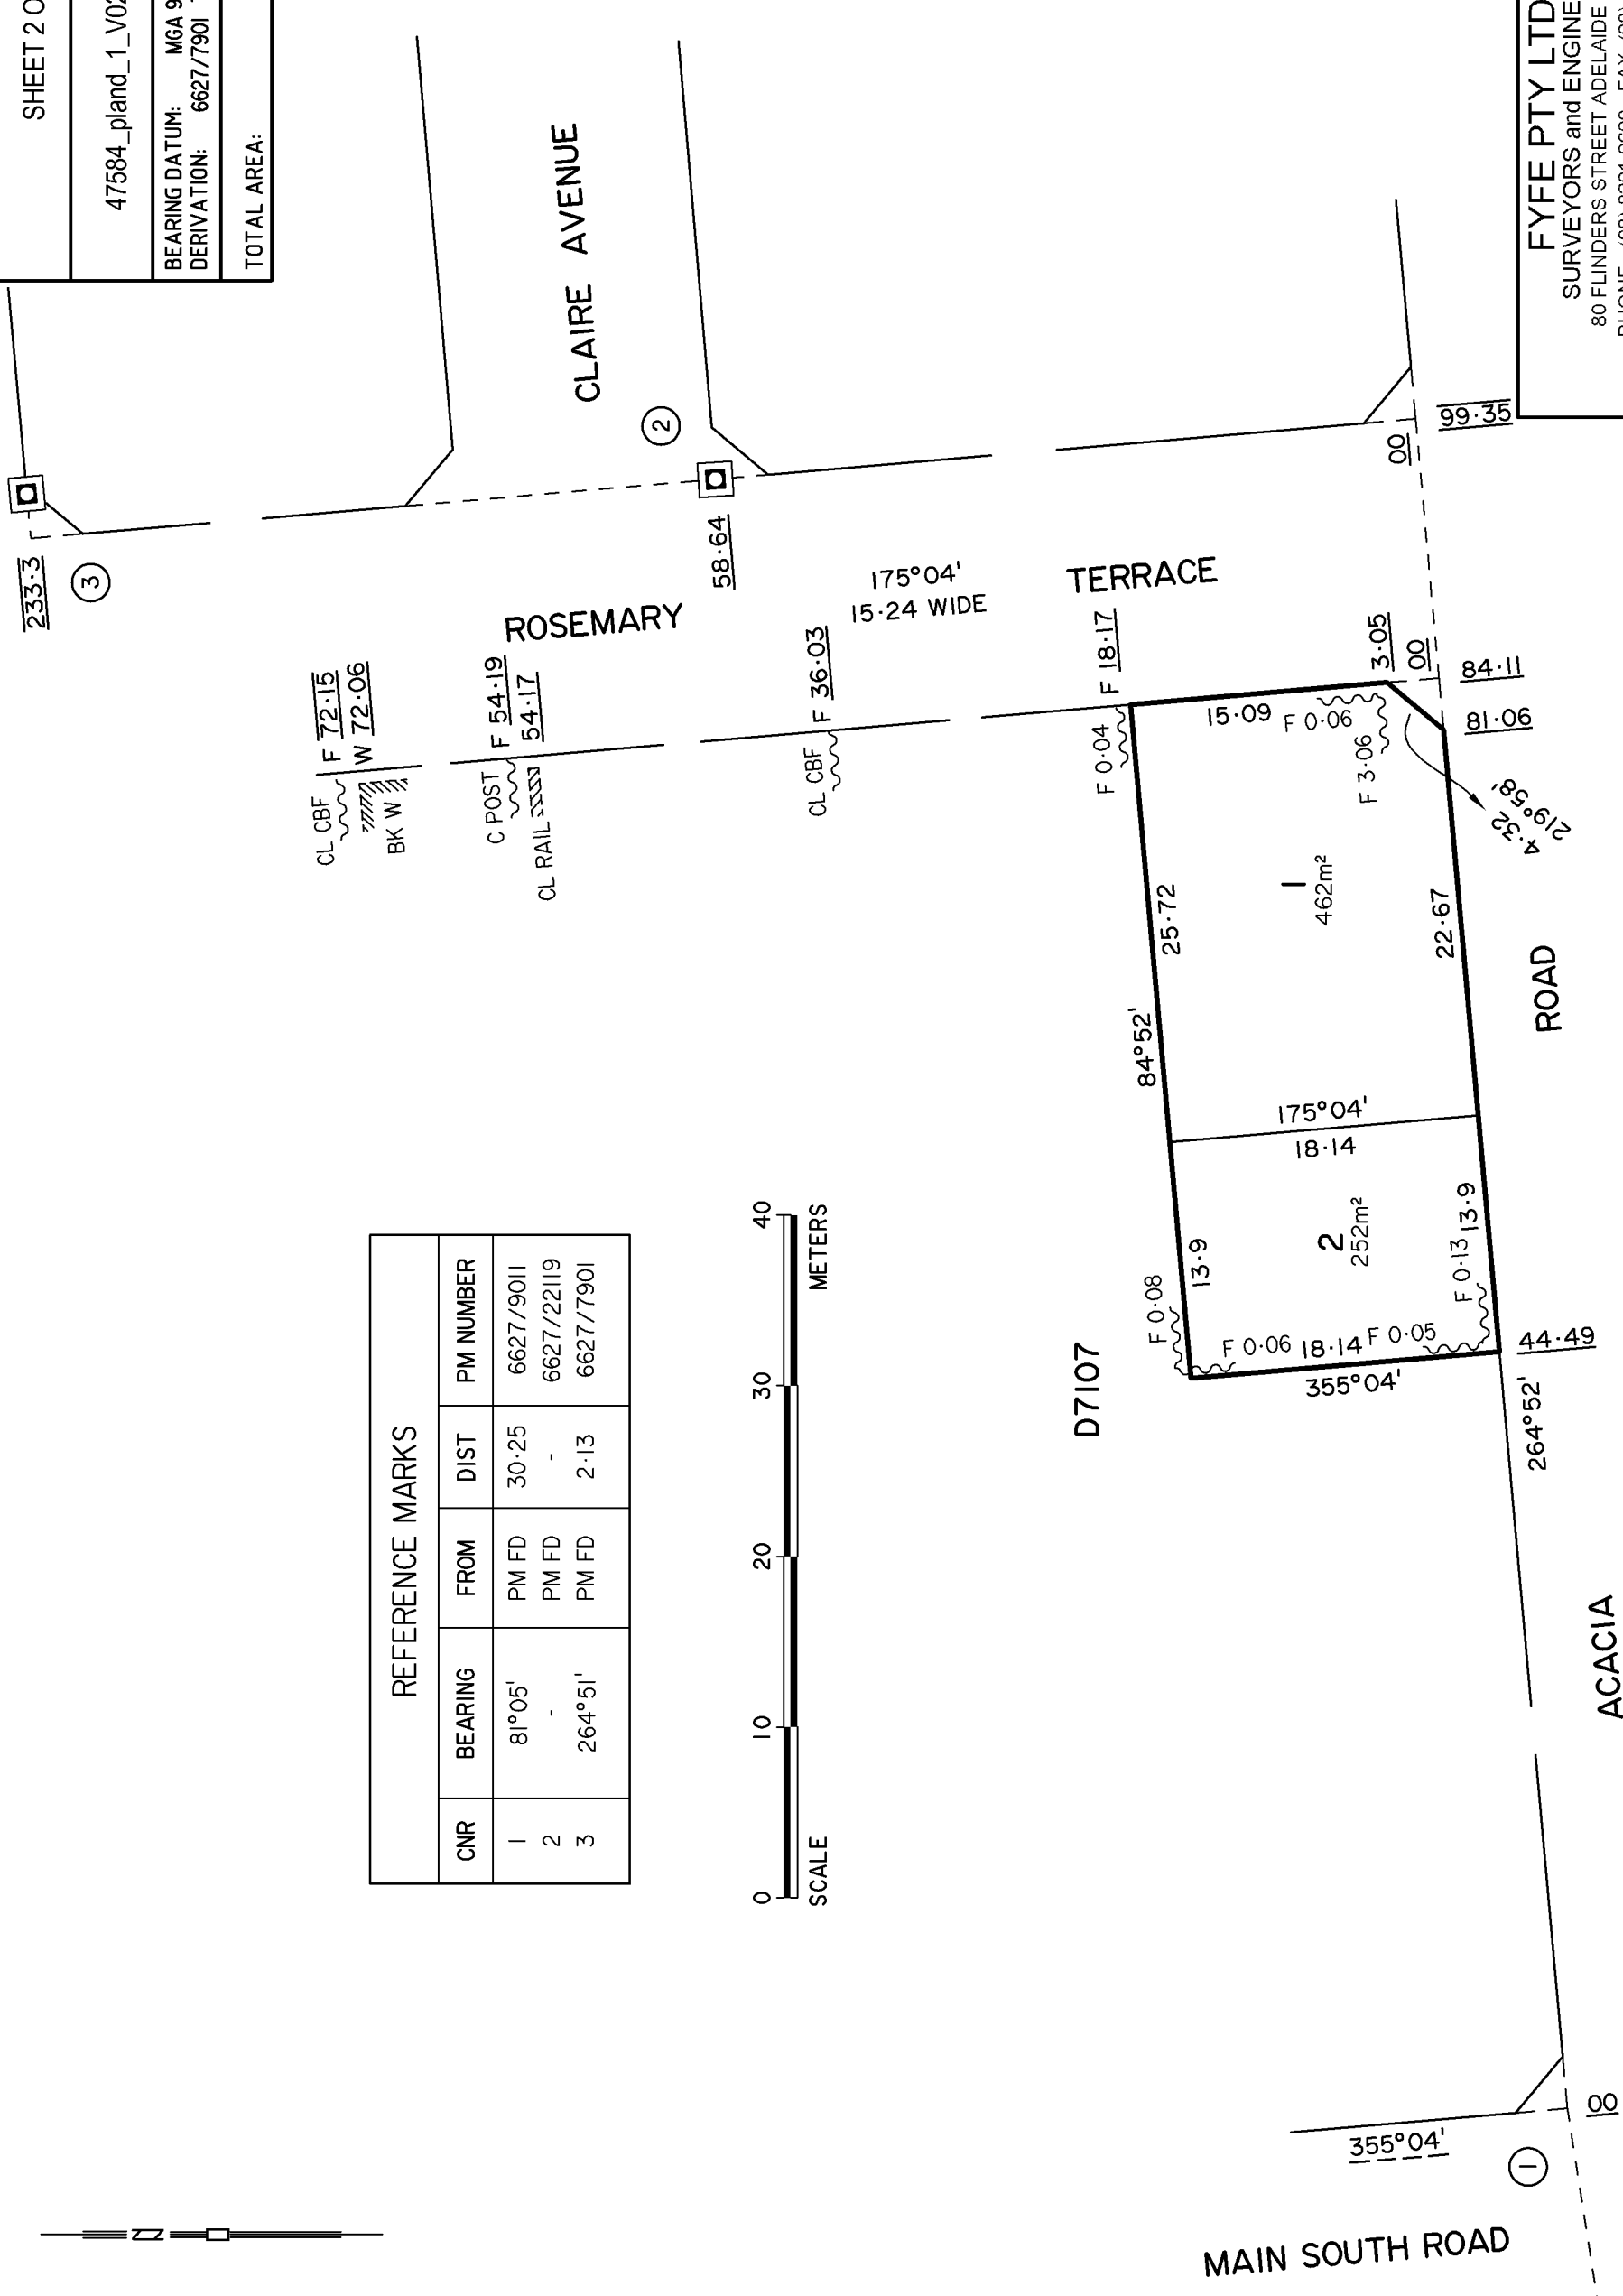 SHEET 2 O
47584_pland_1_V02
BEARING DATUM: MGA 9
DERIVATION: 6627/7901
TOTAL AREA:
CLAIRE AVENUE
233·3
3
2
58·64
ROSEMARY
TERRACE
175°04'
15·24 WIDE
CL CBF F 72·15
W 72·06
BK W
C POST F 54·19
54·17
CL RAIL
CL CBF F 36·03
F 0·04 F 18·17
3·05
00
84·11
81·06
00
99·35
15·09
F 0·06
F 3·06
4·32
219°58'
25·72
84°52'
1
462m²
22·67
175°04'
18·14
13·9
2
252m²
13·9
F 0·08
F 0·06
18·14
F 0·05
F 0·13
355°04'
44·49
264°52'
D7107
ACACIA
ROAD
REFERENCE MARKS
CNR BEARING FROM DIST PM NUMBER
1 81°05' PM FD 30·25 6627/9011
2 - PM FD - 6627/22119
3 264°51' PM FD 2·13 6627/7901
0 10 20 30 40
SCALE METERS
N
355°04'
1
00
MAIN SOUTH ROAD
FYFE PTY LTD
SURVEYORS and ENGINE
80 FLINDERS STREET ADELAIDE